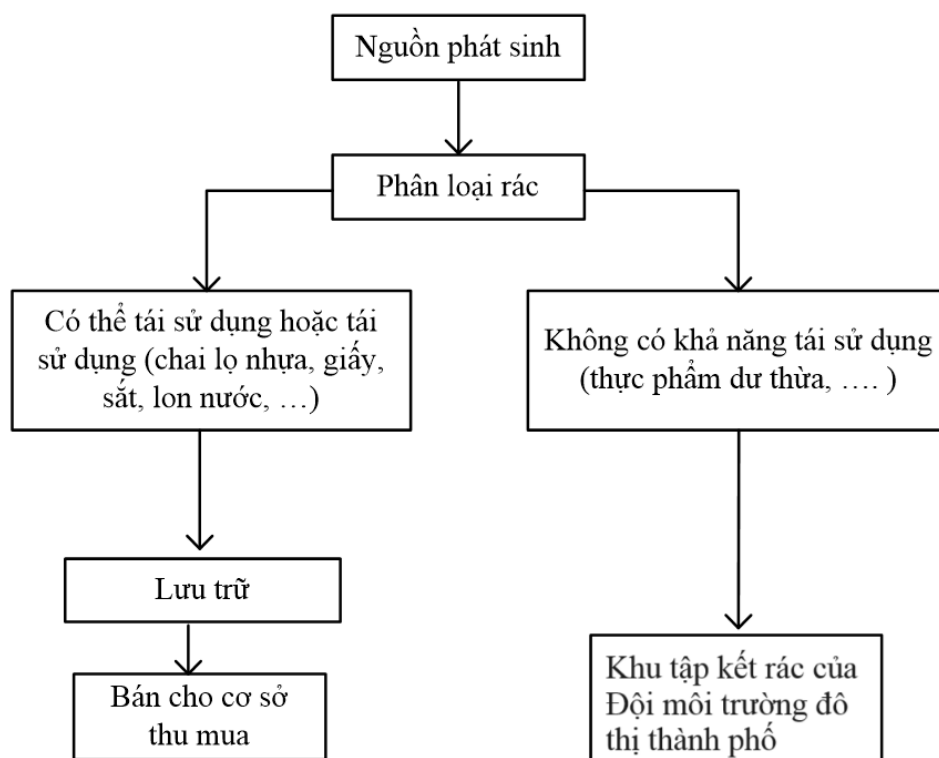 Nguồn phát sinh
Phân loại rác
Có thể tái sử dụng hoặc tái
sử dụng (chai lọ nhựa, giấy,
sắt, lon nước, …)
Không có khả năng tái sử dụng
(thực phẩm dư thừa, …. )
Lưu trữ
Bán cho cơ sở
thu mua
Khu tập kết rác của
Đội môi trường đô
thị thành phố